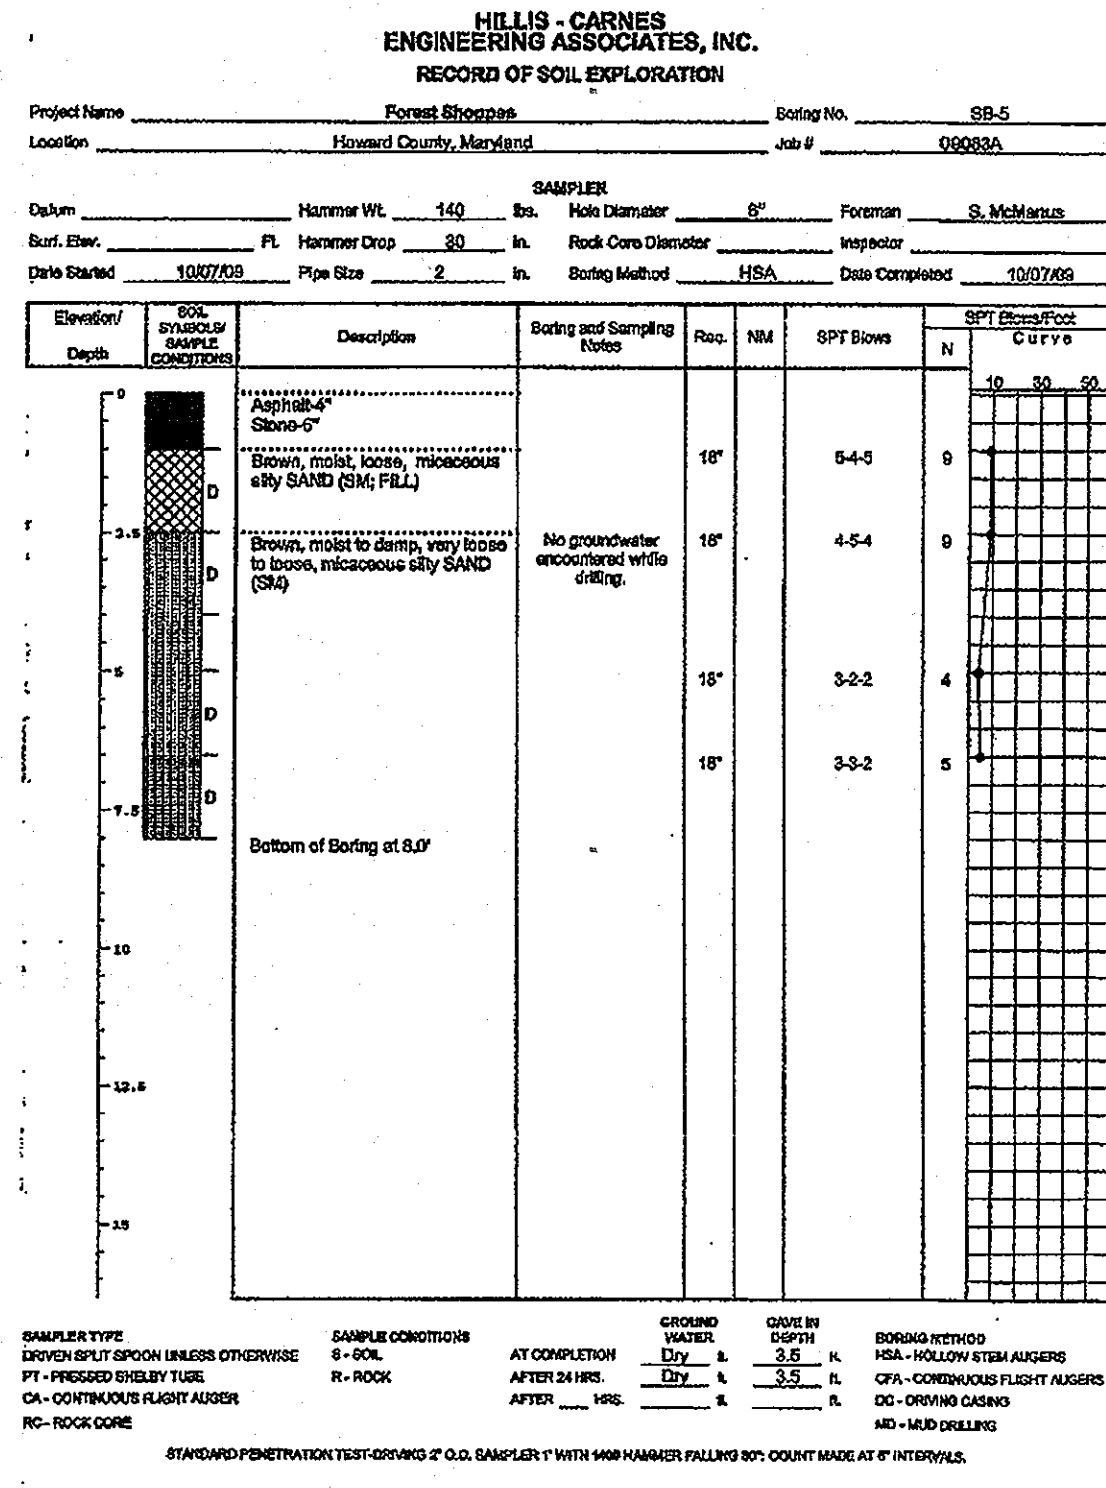 HILLIS - CARNES
ENGINEERING ASSOCIATES, INC.
RECORD OF SOIL EXPLORATION
Project Name Forest Shoppes Boring No. SB-5
Location Howard County, Maryland Job # 09083A
SAMPLER
Datum Hammer Wt. 140 lbs. Hole Diameter 6" Foreman S. McManus
Surf. Elev. Ft. Hammer Drop 30 in. Rock Core Diameter Inspector
Date Started 10/07/09 Pipe Size 2 in. Boring Method HSA Date Completed 10/07/09
Elevation/ Depth
SOIL SYMBOLS/ SAMPLE CONDITIONS
Description
Boring and Sampling Notes
Rec.
NM
SPT Blows
N
SPT Blows/Foot
Curve
10 30 50
0
Asphalt-4"
Stone-6"
Brown, moist, loose, micaceous 18" 5-4-5 9
silty SAND (SM; FILL)
D
2.5
Brown, moist to damp, very loose No groundwater 18" 4-5-4 9
to loose, micaceous silty SAND encountered while
(SM) drilling.
D
5 18" 3-2-2 4
D
18" 3-3-2 5
D
7.5
Bottom of Boring at 8.0'
10
12.5
15
SAMPLER TYPE
DRIVEN SPLIT SPOON UNLESS OTHERWISE
PT - PRESSED SHELBY TUBE
CA - CONTINUOUS FLIGHT AUGER
RC - ROCK CORE
SAMPLE CONDITIONS
S - SOIL
R - ROCK
GROUND WATER CAVE IN DEPTH
AT COMPLETION Dry ft. 3.5 ft.
AFTER 24 HRS. Dry ft. 3.5 ft.
AFTER HRS. ft. ft.
BORING METHOD
HSA - HOLLOW STEM AUGERS
CFA - CONTINUOUS FLIGHT AUGERS
DC - DRIVING CASING
MD - MUD DRILLING
STANDARD PENETRATION TEST-DRIVING 2" O.D. SAMPLER 1' WITH 140# HAMMER FALLING 30": COUNT MADE AT 6" INTERVALS.